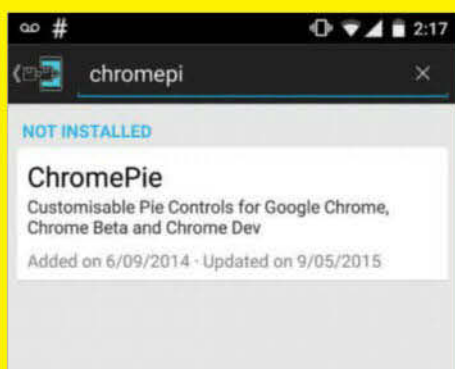 # 2:17
chromepi
NOT INSTALLED
ChromePie
Customisable Pie Controls for Google Chrome,
Chrome Beta and Chrome Dev
Added on 6/09/2014 · Updated on 9/05/2015